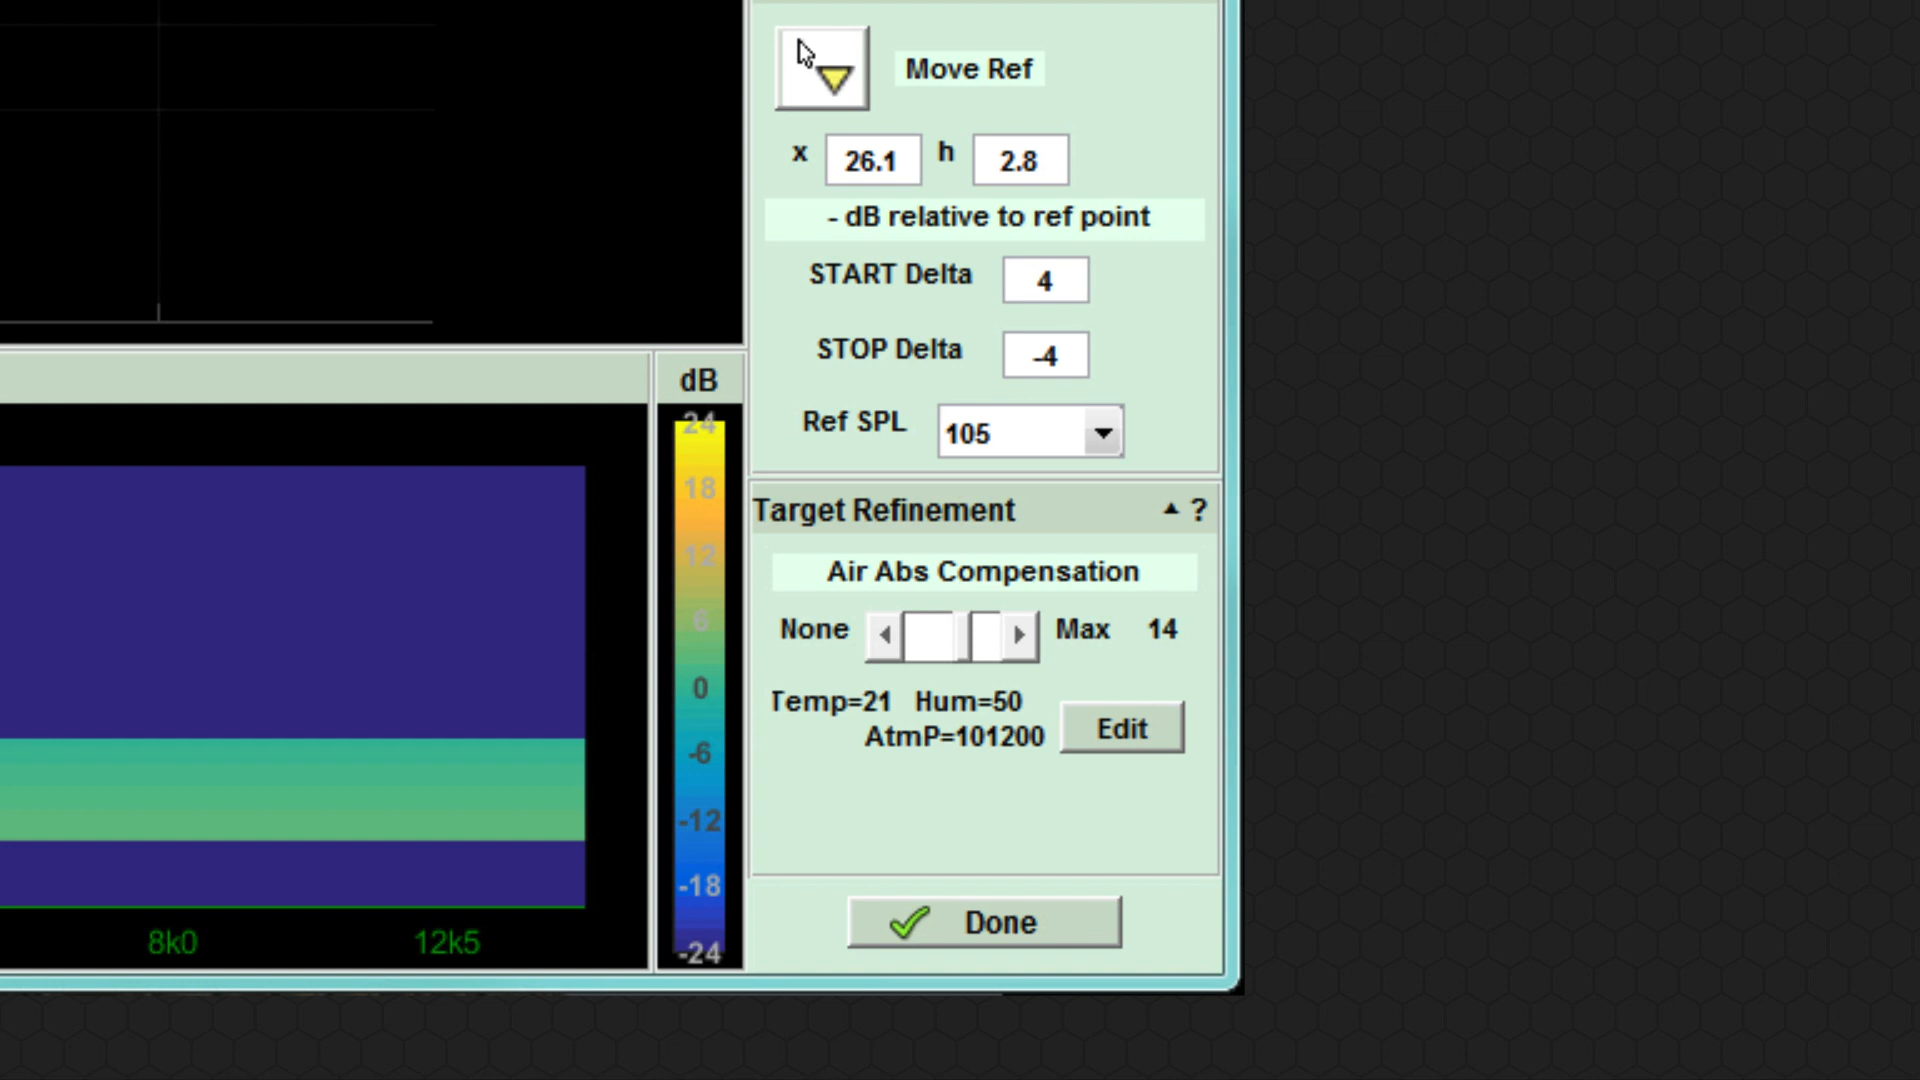 Move Ref
x 26.1 h 2.8
- dB relative to ref point
START Delta 4
STOP Delta -4
Ref SPL 105
dB
24
18
12
6
0
-6
-12
-18
-24
Target Refinement ?
Air Abs Compensation
None Max 14
Temp=21 Hum=50
AtmP=101200
Edit
Done
8k0 12k5